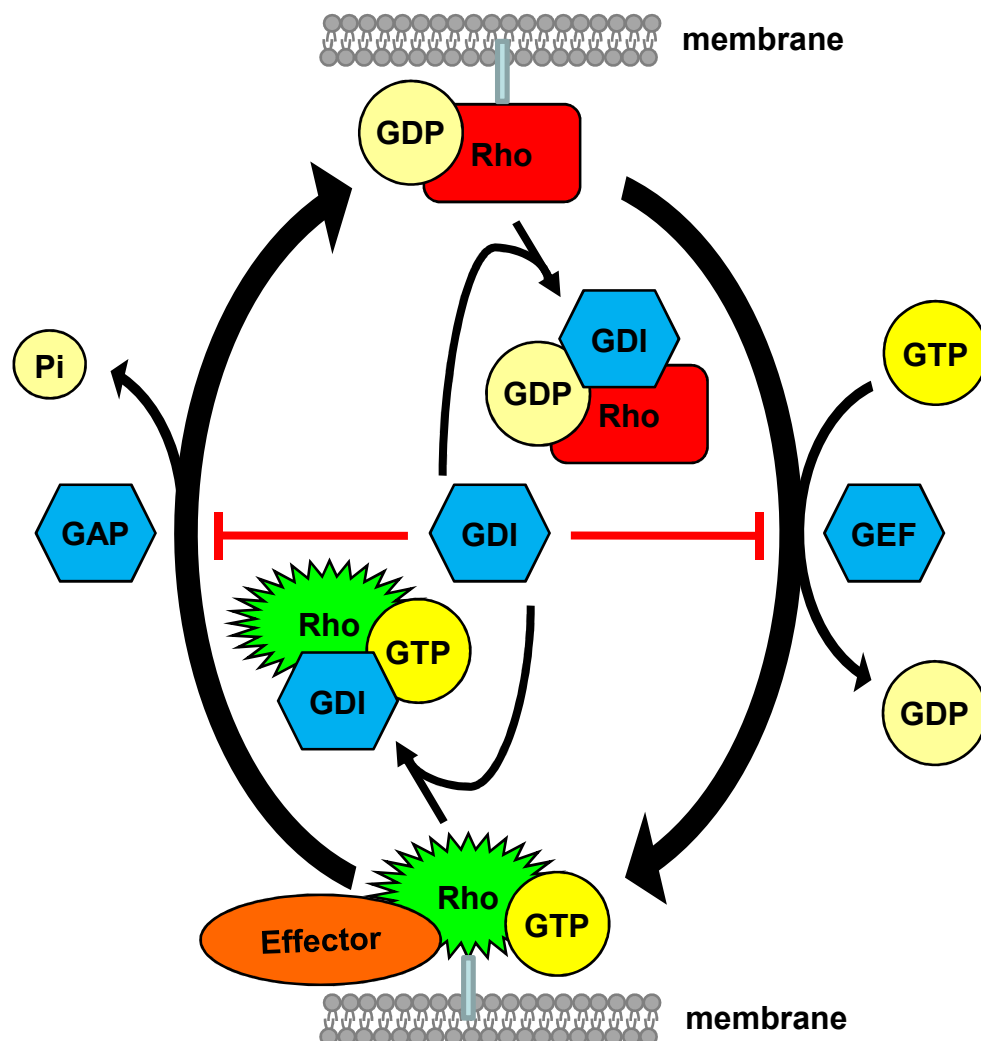 membrane
GDP
Rho
GDI
GTP
Pi
GDP
Rho
GAP
GDI
GEF
Rho
GTP
GDI
GDP
Rho
GTP
Effector
membrane